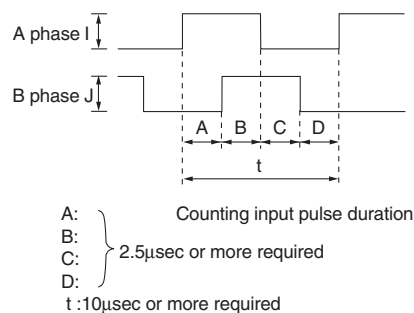 A phase I
B phase J
A B C D
t
A: Counting input pulse duration
B:
2.5μsec or more required
C:
D:
t :10μsec or more required